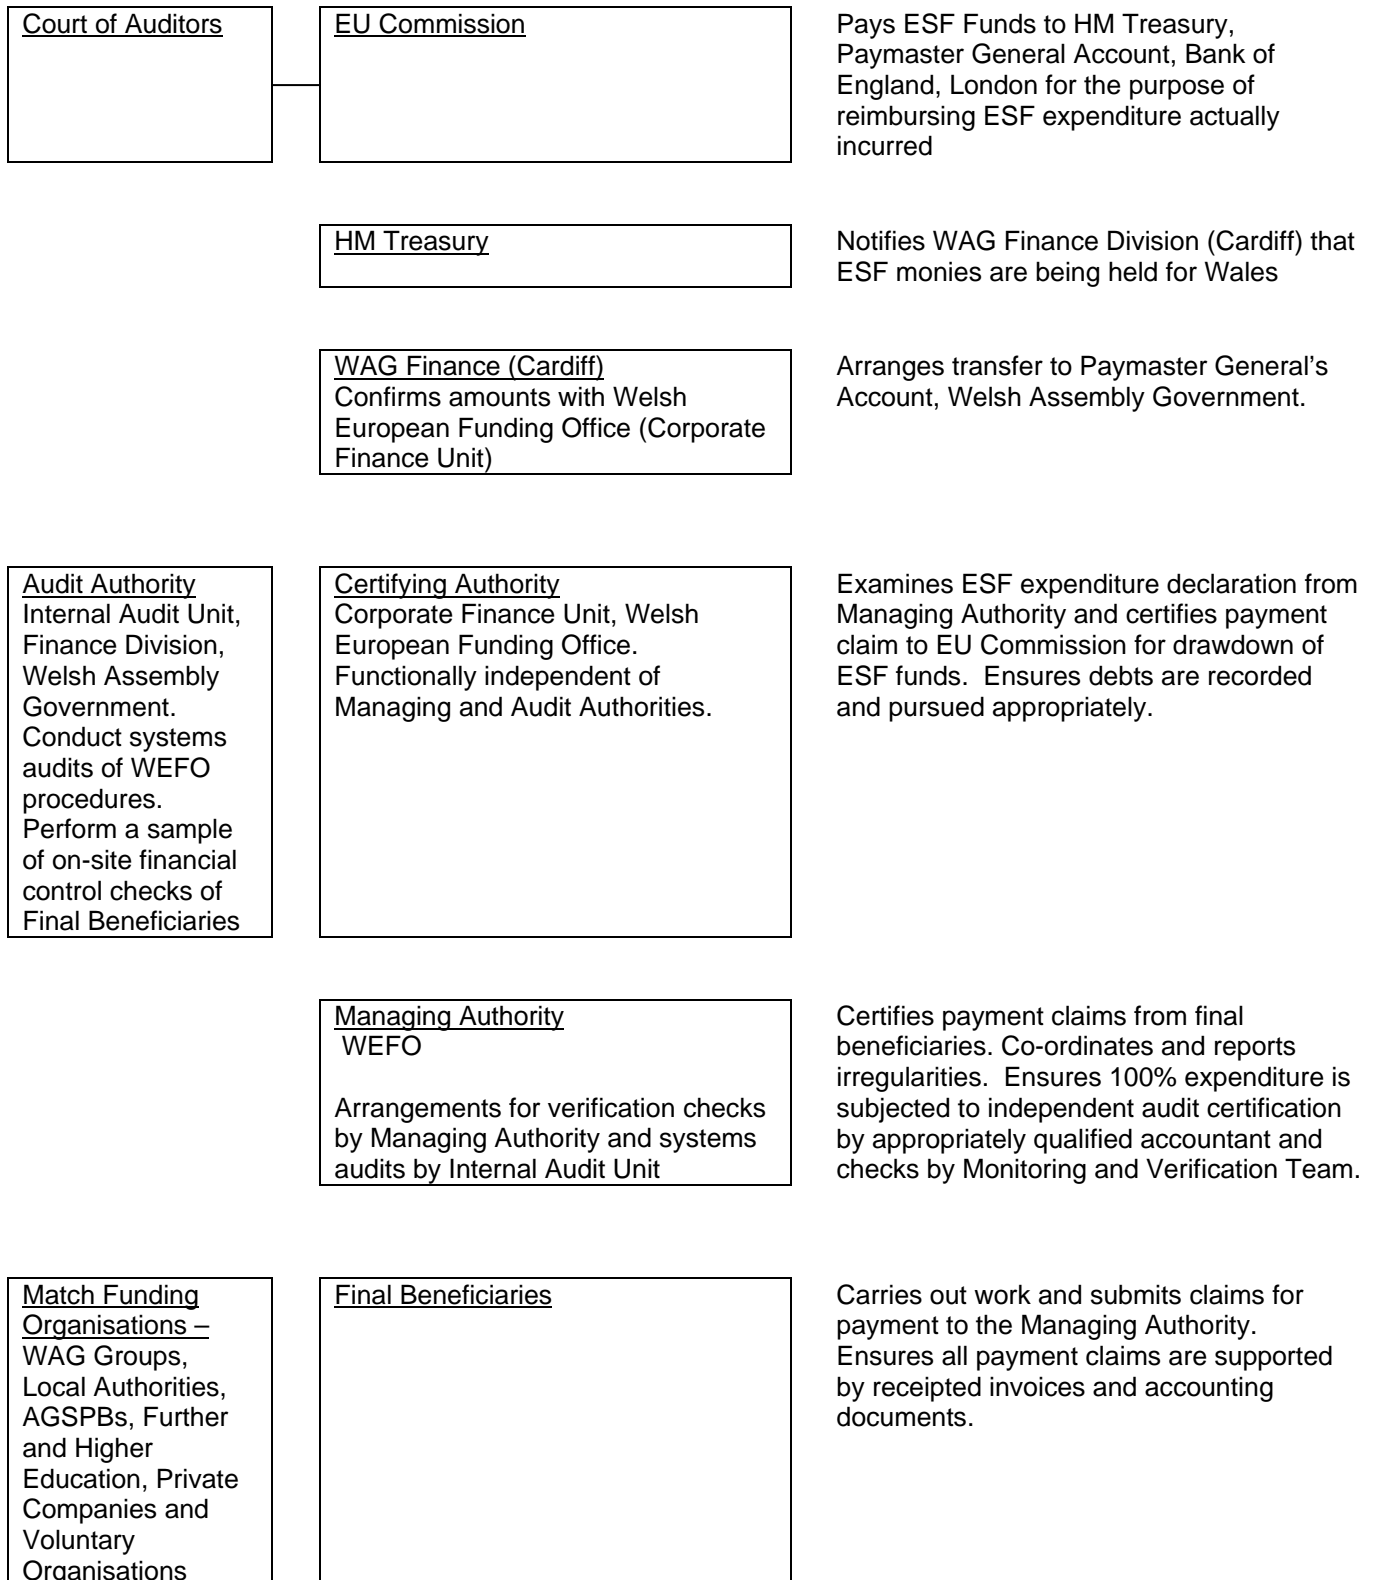 Court of Auditors
EU Commission
Pays ESF Funds to HM Treasury,
Paymaster General Account, Bank of
England, London for the purpose of
reimbursing ESF expenditure actually
incurred
HM Treasury
Notifies WAG Finance Division (Cardiff) that
ESF monies are being held for Wales
WAG Finance (Cardiff)
Confirms amounts with Welsh
European Funding Office (Corporate
Finance Unit)
Arranges transfer to Paymaster General’s
Account, Welsh Assembly Government.
Audit Authority
Internal Audit Unit,
Finance Division,
Welsh Assembly
Government.
Conduct systems
audits of WEFO
procedures.
Perform a sample
of on-site financial
control checks of
Final Beneficiaries
Certifying Authority
Corporate Finance Unit, Welsh
European Funding Office.
Functionally independent of
Managing and Audit Authorities.
Examines ESF expenditure declaration from
Managing Authority and certifies payment
claim to EU Commission for drawdown of
ESF funds.  Ensures debts are recorded
and pursued appropriately.
Managing Authority
WEFO
Arrangements for verification checks
by Managing Authority and systems
audits by Internal Audit Unit
Certifies payment claims from final
beneficiaries. Co-ordinates and reports
irregularities.  Ensures 100% expenditure is
subjected to independent audit certification
by appropriately qualified accountant and
checks by Monitoring and Verification Team.
Match Funding
Organisations –
WAG Groups,
Local Authorities,
AGSPBs, Further
and Higher
Education, Private
Companies and
Voluntary
Organisations
Final Beneficiaries
Carries out work and submits claims for
payment to the Managing Authority.
Ensures all payment claims are supported
by receipted invoices and accounting
documents.